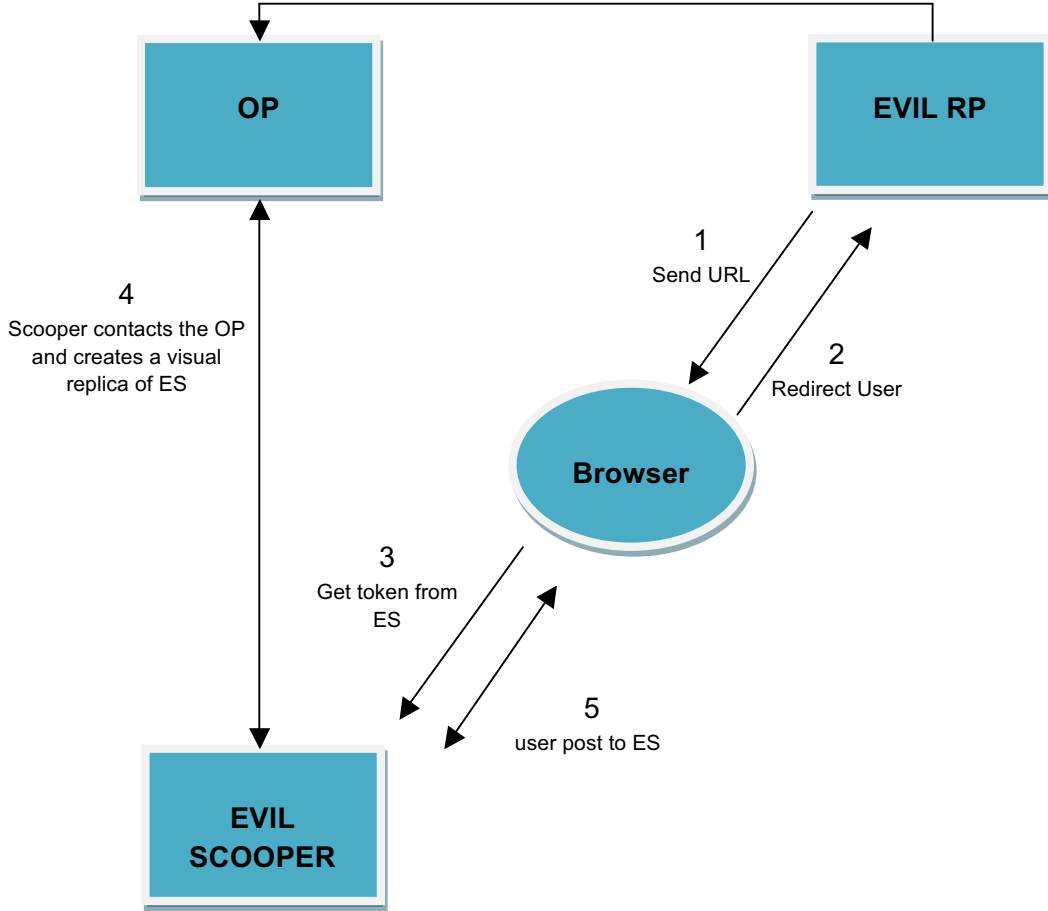 OP
EVIL RP
1
Send URL
4
Scooper contacts the OP
and creates a visual
replica of ES
2
Redirect User
Browser
3
Get token from
ES
5
user post to ES
EVIL
SCOOPER